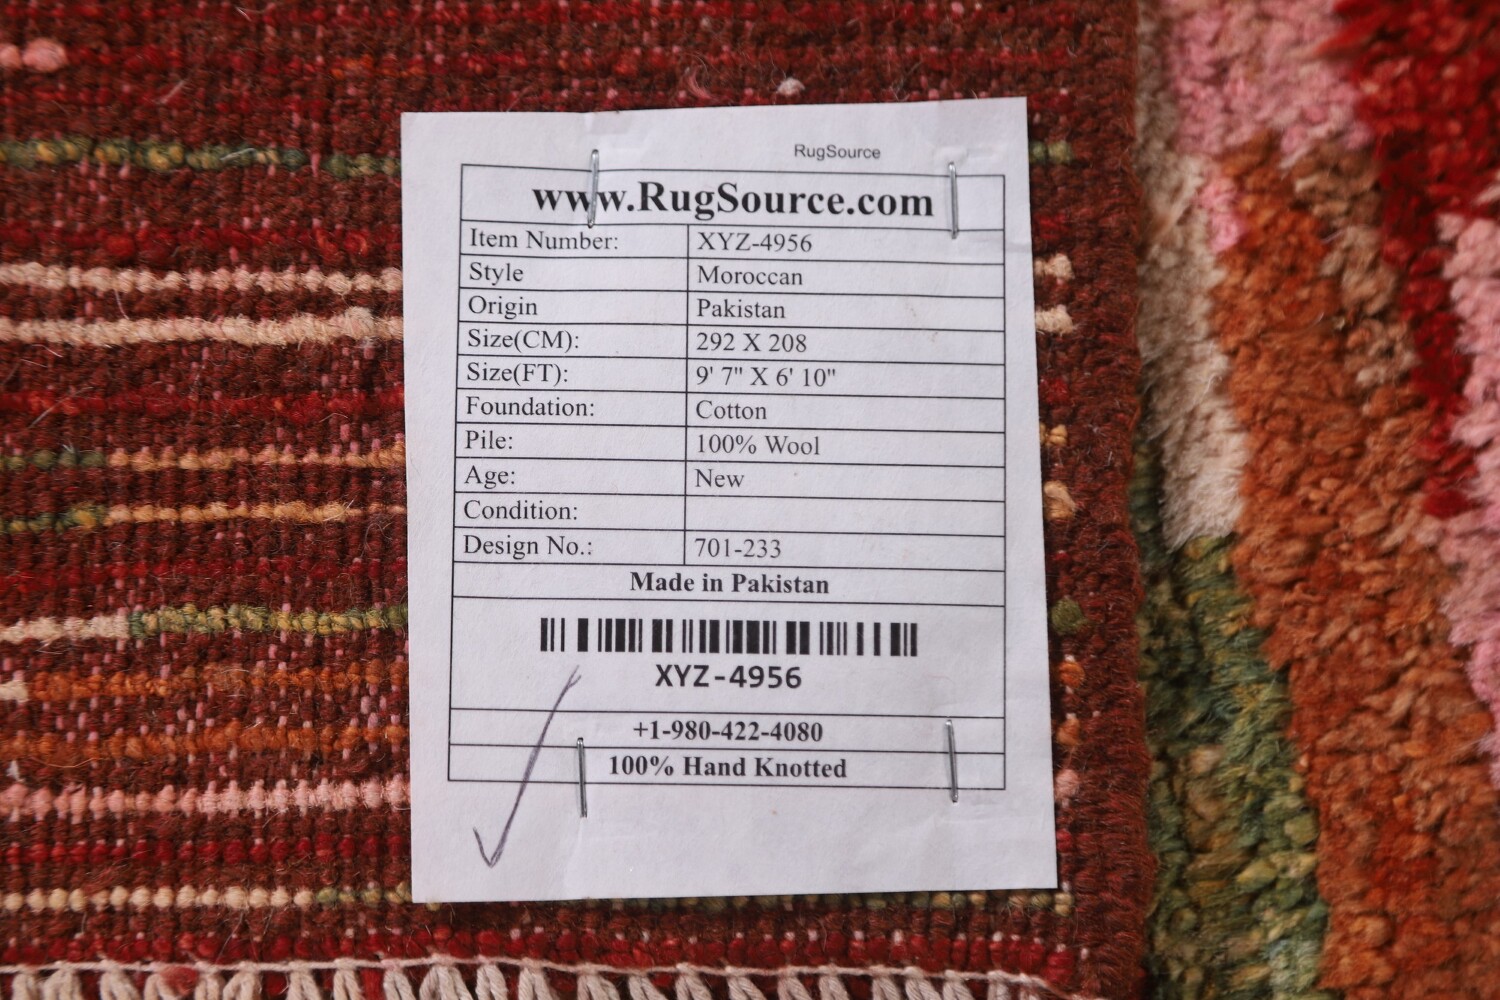 RugSource
www.RugSource.com
Item Number: XYZ-4956
Style Moroccan
Origin Pakistan
Size(CM): 292 X 208
Size(FT): 9' 7" X 6' 10"
Foundation: Cotton
Pile: 100% Wool
Age: New
Condition:
Design No.: 701-233
Made in Pakistan
XYZ-4956
+1-980-422-4080
100% Hand Knotted